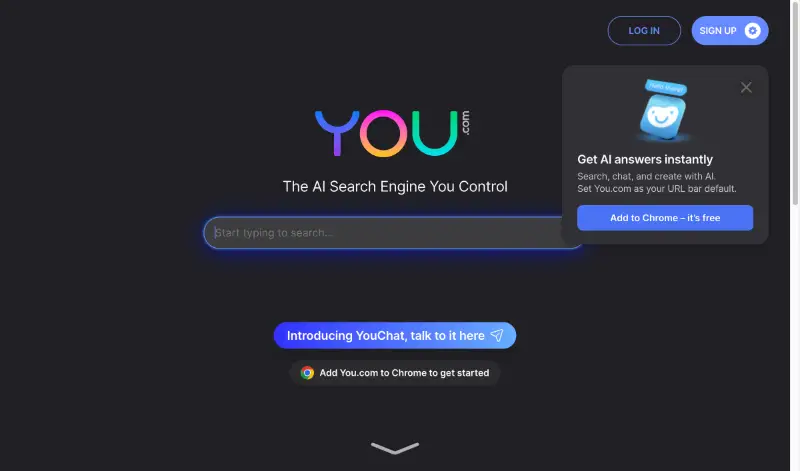 LOG IN
SIGN UP
YOU.com
The AI Search Engine You Control
Start typing to search...
Get AI answers instantly
Search, chat, and create with AI.
Set You.com as your URL bar default.
Add to Chrome – it's free
Introducing YouChat, talk to it here
Add You.com to Chrome to get started